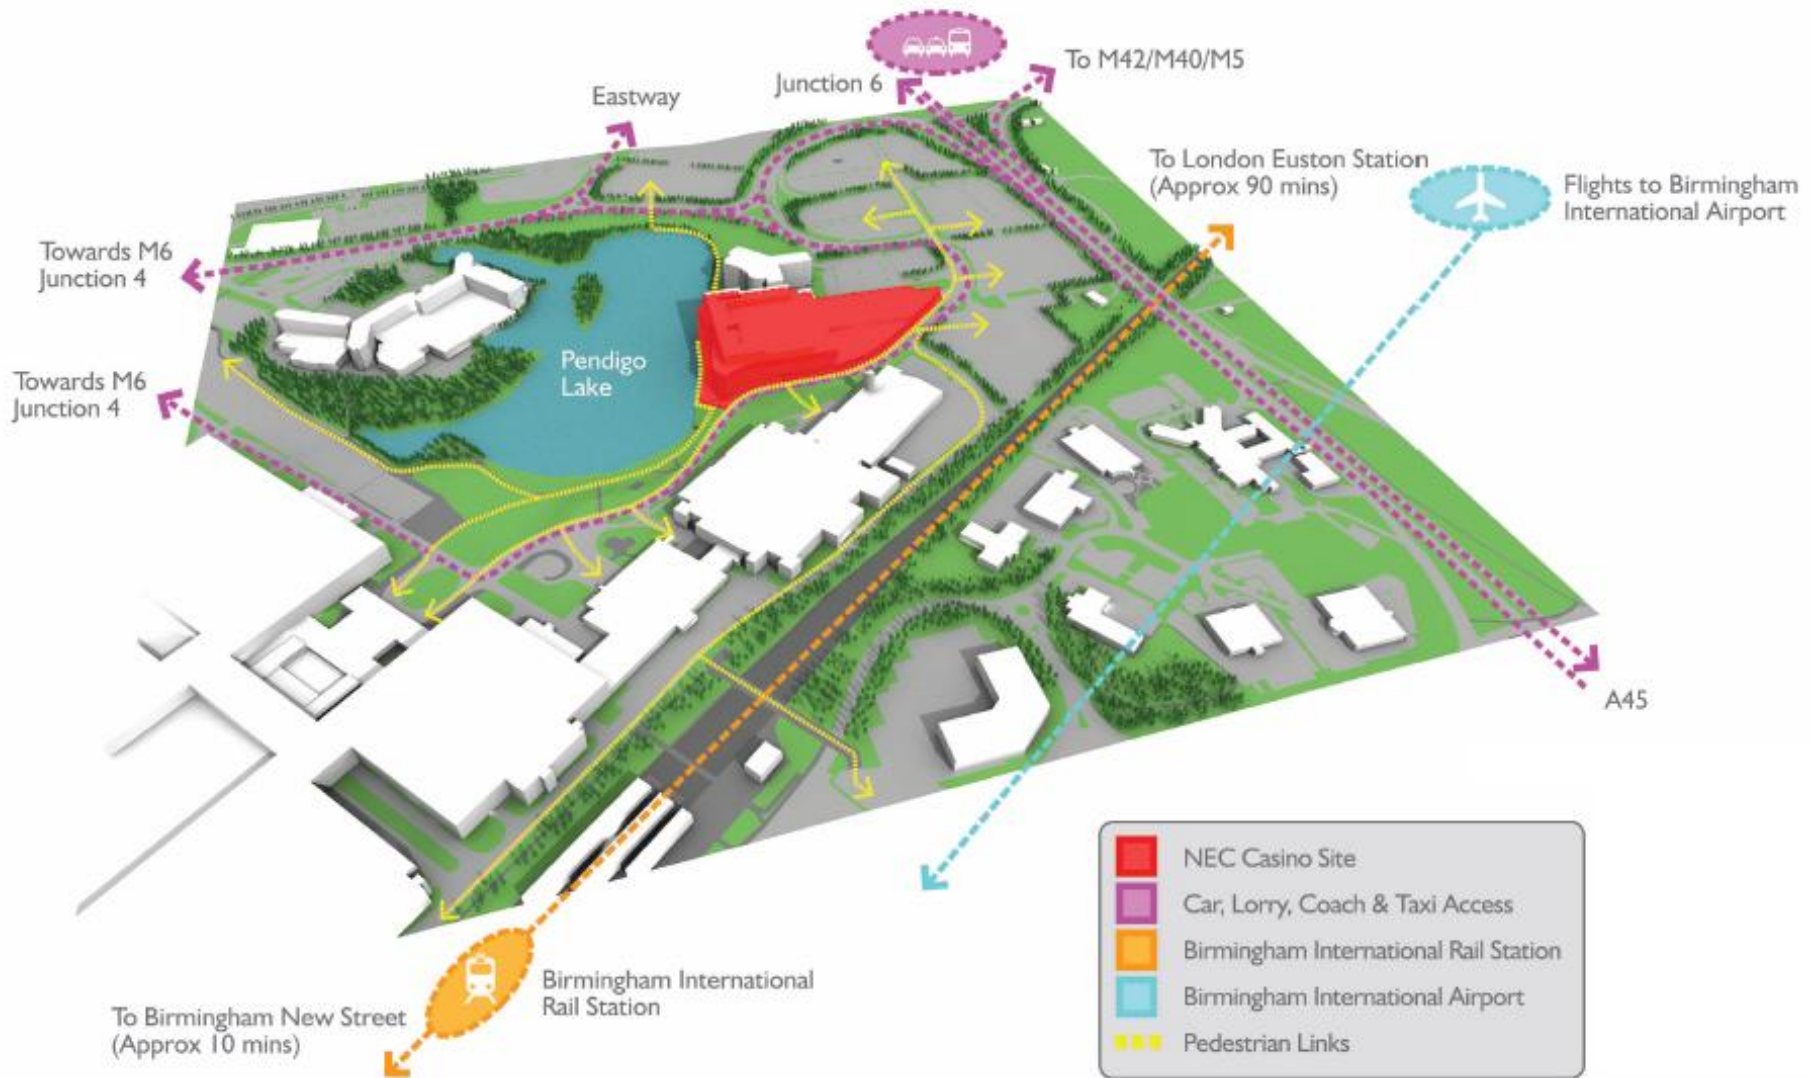 To M42/M40/M5
Junction 6
Eastway
To London Euston Station
(Approx 90 mins)
Flights to Birmingham
International Airport
Towards M6
Junction 4
Pendigo
Lake
Towards M6
Junction 4
A45
NEC Casino Site
Car, Lorry, Coach & Taxi Access
Birmingham International Rail Station
Birmingham International Airport
Pedestrian Links
Birmingham International
Rail Station
To Birmingham New Street
(Approx 10 mins)